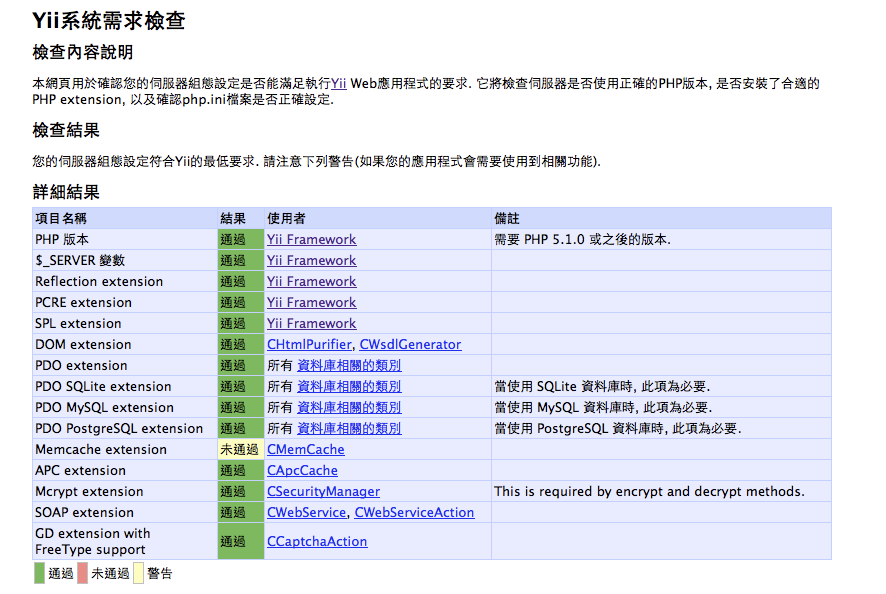 Yii系統需求檢查
檢查內容說明
本網頁用於確認您的伺服器組態設定是否能滿足執行Yii Web應用程式的要求. 它將檢查伺服器是否使用正確的PHP版本, 是否安裝了合適的
PHP extension, 以及確認php.ini檔案是否正確設定.
檢查結果
您的伺服器組態設定符合Yii的最低要求. 請注意下列警告(如果您的應用程式會需要使用到相關功能).
詳細結果
項目名稱 結果 使用者 備註
PHP 版本 通過 Yii Framework 需要 PHP 5.1.0 或之後的版本.
$_SERVER 變數 通過 Yii Framework
Reflection extension 通過 Yii Framework
PCRE extension 通過 Yii Framework
SPL extension 通過 Yii Framework
DOM extension 通過 CHtmlPurifier, CWsdlGenerator
PDO extension 通過 所有 資料庫相關的類別
PDO SQLite extension 通過 所有 資料庫相關的類別 當使用 SQLite 資料庫時, 此項為必要.
PDO MySQL extension 通過 所有 資料庫相關的類別 當使用 MySQL 資料庫時, 此項為必要.
PDO PostgreSQL extension 通過 所有 資料庫相關的類別 當使用 PostgreSQL 資料庫時, 此項為必要.
Memcache extension 未通過 CMemCache
APC extension 通過 CApcCache
Mcrypt extension 通過 CSecurityManager This is required by encrypt and decrypt methods.
SOAP extension 通過 CWebService, CWebServiceAction
GD extension with
FreeType support 通過 CCaptchaAction
通過 未通過 警告